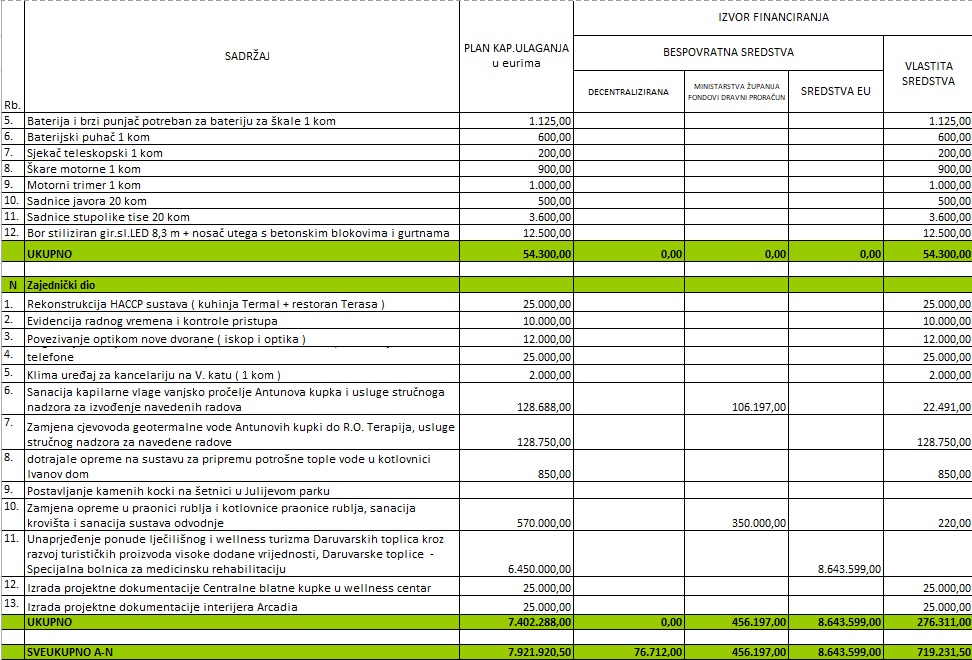 Rb.
SADRŽAJ
PLAN KAP.ULAGANJA
u eurima
IZVOR FINANCIRANJA
BESPOVRATNA SREDSTVA
VLASTITA
SREDSTVA
DECENTRALIZIRANA
MINISTARSTVA ŽUPANIJA
FONDOVI DRAVNI PRORAČUN
SREDSTVA EU
5. Baterija i brzi punjač potreban za bateriju za škale 1 kom 1.125,00 1.125,00
6. Baterijski puhač 1 kom 600,00 600,00
7. Sjekač teleskopski 1 kom 200,00 200,00
8. Škare motorne 1 kom 900,00 900,00
9. Motorni trimer 1 kom 1.000,00 1.000,00
10. Sadnice javora 20 kom 500,00 500,00
11. Sadnice stupolike tise 20 kom 3.600,00 3.600,00
12. Bor stiliziran gir.sl.LED 8,3 m + nosač utega s betonskim blokovima i gurtnama 12.500,00 12.500,00
UKUPNO 54.300,00 0,00 0,00 0,00 54.300,00
N Zajednički dio
1. Rekonstrukcija HACCP sustava ( kuhinja Termal + restoran Terasa ) 25.000,00 25.000,00
2. Evidencija radnog vremena i kontrole pristupa 10.000,00 10.000,00
3. Povezivanje optikom nove dvorane ( iskop i optika ) 12.000,00 12.000,00
4. telefone 25.000,00 25.000,00
5. Klima uređaj za kancelariju na V. katu ( 1 kom ) 2.000,00 2.000,00
6. Sanacija kapilarne vlage vanjsko pročelje Antunova kupka i usluge stručnoga
nadzora za izvođenje navedenih radova 128.688,00 106.197,00 22.491,00
7. Zamjena cjevovoda geotermalne vode Antunovih kupki do R.O. Terapija, usluge
stručnog nadzora za navedene radove 128.750,00 128.750,00
8. dotrajale opreme na sustavu za pripremu potrošne tople vode u kotlovnici
Ivanov dom 850,00 850,00
9. Postavljanje kamenih kocki na šetnici u Julijevom parku
10. Zamjena opreme u praonici rublja i kotlovnice praonice rublja, sanacija
krovišta i sanacija sustava odvodnje 570.000,00 350.000,00 220,00
11. Unaprjeđenje ponude lječilišnog i wellness turizma Daruvarskih toplica kroz
razvoj turističkih proizvoda visoke dodane vrijednosti, Daruvarske toplice -
Specijalna bolnica za medicinsku rehabilitaciju 6.450.000,00 8.643.599,00
12. Izrada projektne dokumentacije Centralne blatne kupke u wellness centar 25.000,00 25.000,00
13. Izrada projektne dokumentacije interijera Arcadia 25.000,00 25.000,00
UKUPNO 7.402.288,00 0,00 456.197,00 8.643.599,00 276.311,00
SVEUKUPNO A-N 7.921.920,50 76.712,00 456.197,00 8.643.599,00 719.231,50